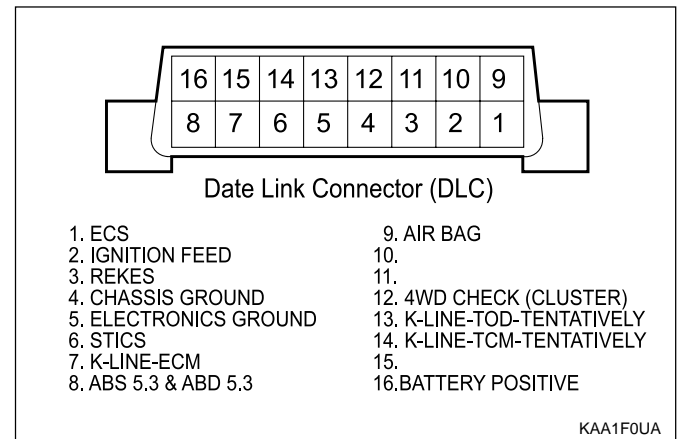 16 15 14 13 12 11 10 9
8 7 6 5 4 3 2 1
Date Link Connector (DLC)
1. ECS
2. IGNITION FEED
3. REKES
4. CHASSIS GROUND
5. ELECTRONICS GROUND
6. STICS
7. K-LINE-ECM
8. ABS 5.3 & ABD 5.3
9. AIR BAG
10.
11.
12. 4WD CHECK (CLUSTER)
13. K-LINE-TOD-TENTATIVELY
14. K-LINE-TCM-TENTATIVELY
15.
16.BATTERY POSITIVE
KAA1F0UA